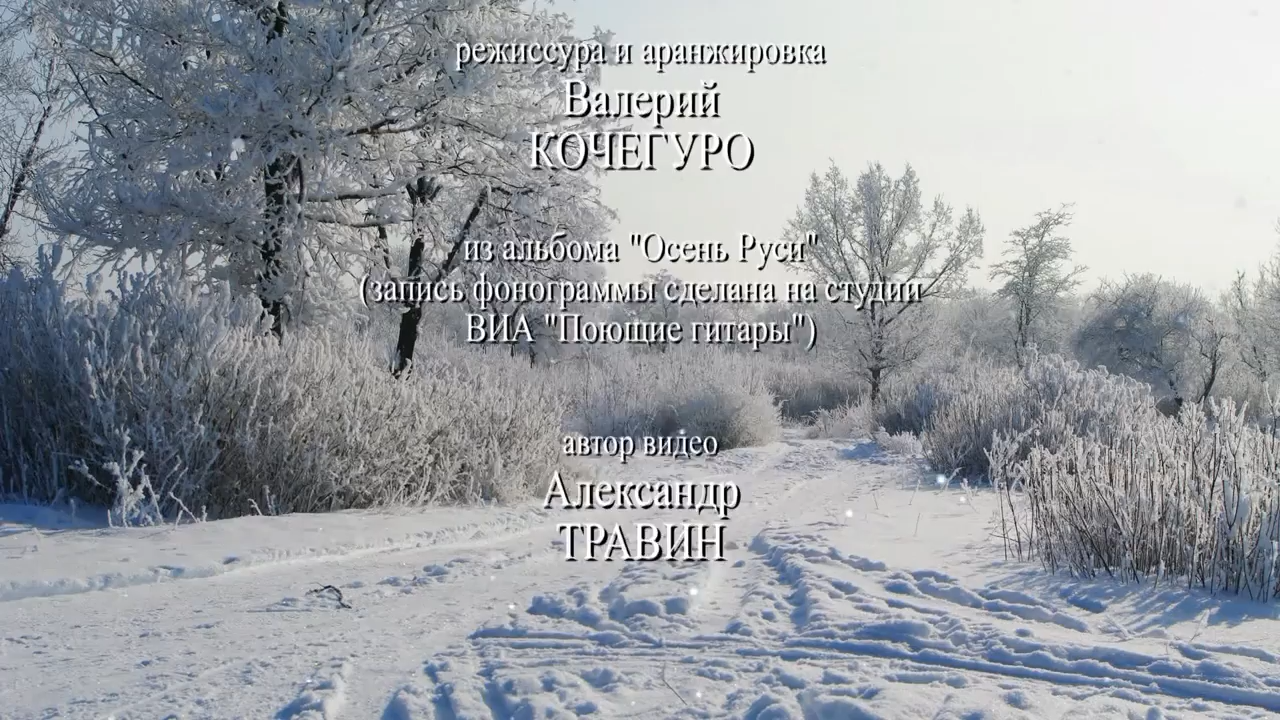 режиссура и аранжировка
Валерий
КОЧЕГУРО
из альбома "Осень Руси"
(запись фонограммы сделана на студии
ВИА "Поющие гитары")
автор видео
Александр
ТРАВИН